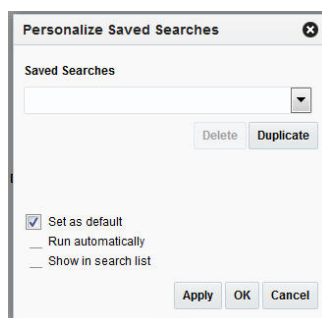 Personalize Saved Searches
Saved Searches
Delete Duplicate
Set as default
Run automatically
Show in search list
Apply OK Cancel